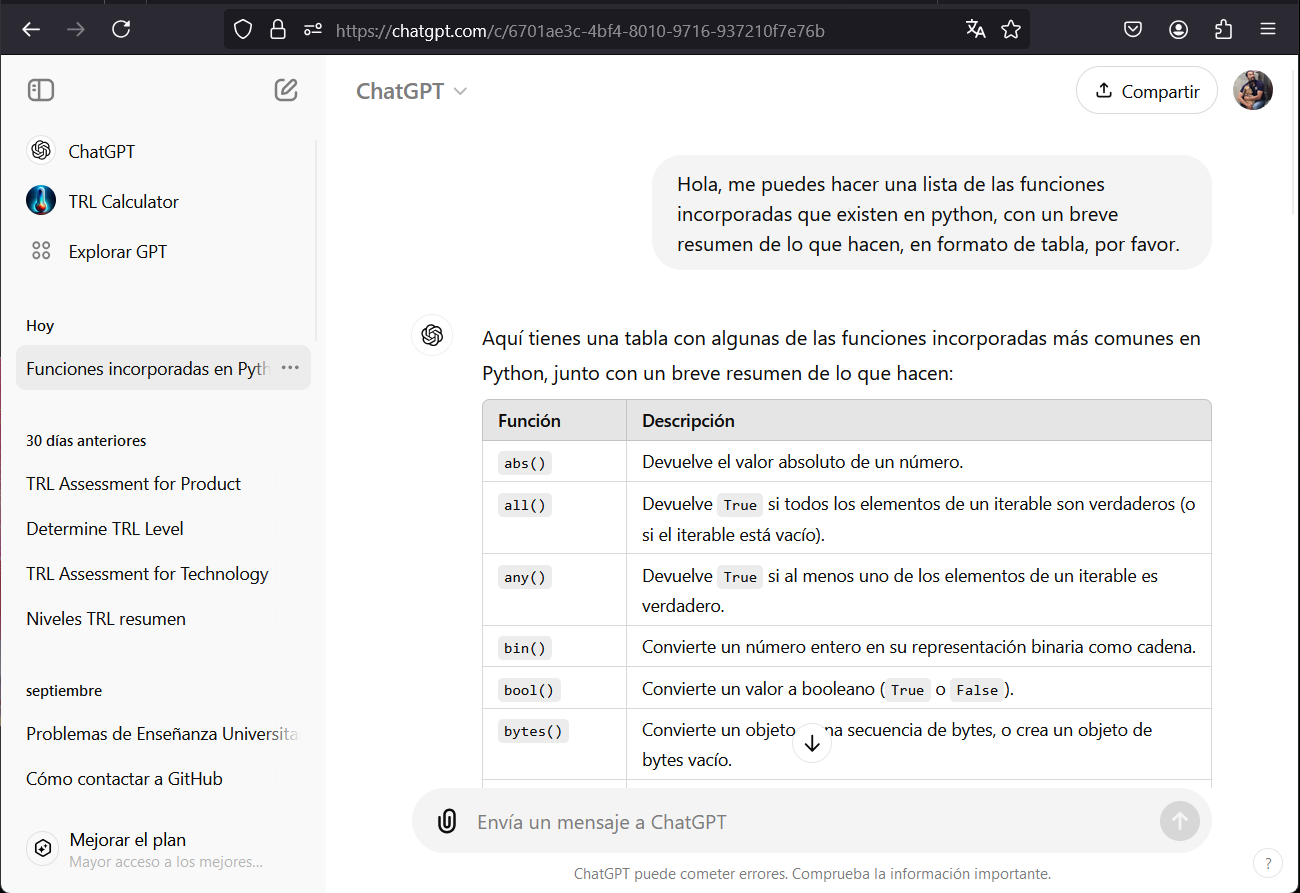 https://chatgpt.com/c/6701ae3c-4bf4-8010-9716-937210f7e76b
ChatGPT
TRL Calculator
Explorar GPT
Hoy
Funciones incorporadas en Pyth
30 días anteriores
TRL Assessment for Product
Determine TRL Level
TRL Assessment for Technology
Niveles TRL resumen
septiembre
Problemas de Enseñanza Universita
Cómo contactar a GitHub
Mejorar el plan
Mayor acceso a los mejores...
ChatGPT
Compartir
Hola, me puedes hacer una lista de las funciones
incorporadas que existen en python, con un breve
resumen de lo que hacen, en formato de tabla, por favor.
Aquí tienes una tabla con algunas de las funciones incorporadas más comunes en
Python, junto con un breve resumen de lo que hacen:
Función Descripción
abs() Devuelve el valor absoluto de un número.
all() Devuelve True si todos los elementos de un iterable son verdaderos (o
si el iterable está vacío).
any() Devuelve True si al menos uno de los elementos de un iterable es
verdadero.
bin() Convierte un número entero en su representación binaria como cadena.
bool() Convierte un valor a booleano (True o False).
bytes() Convierte un objeto secuencia de bytes, o crea un objeto de
bytes vacío.
Envía un mensaje a ChatGPT
ChatGPT puede cometer errores. Comprueba la información importante.
?